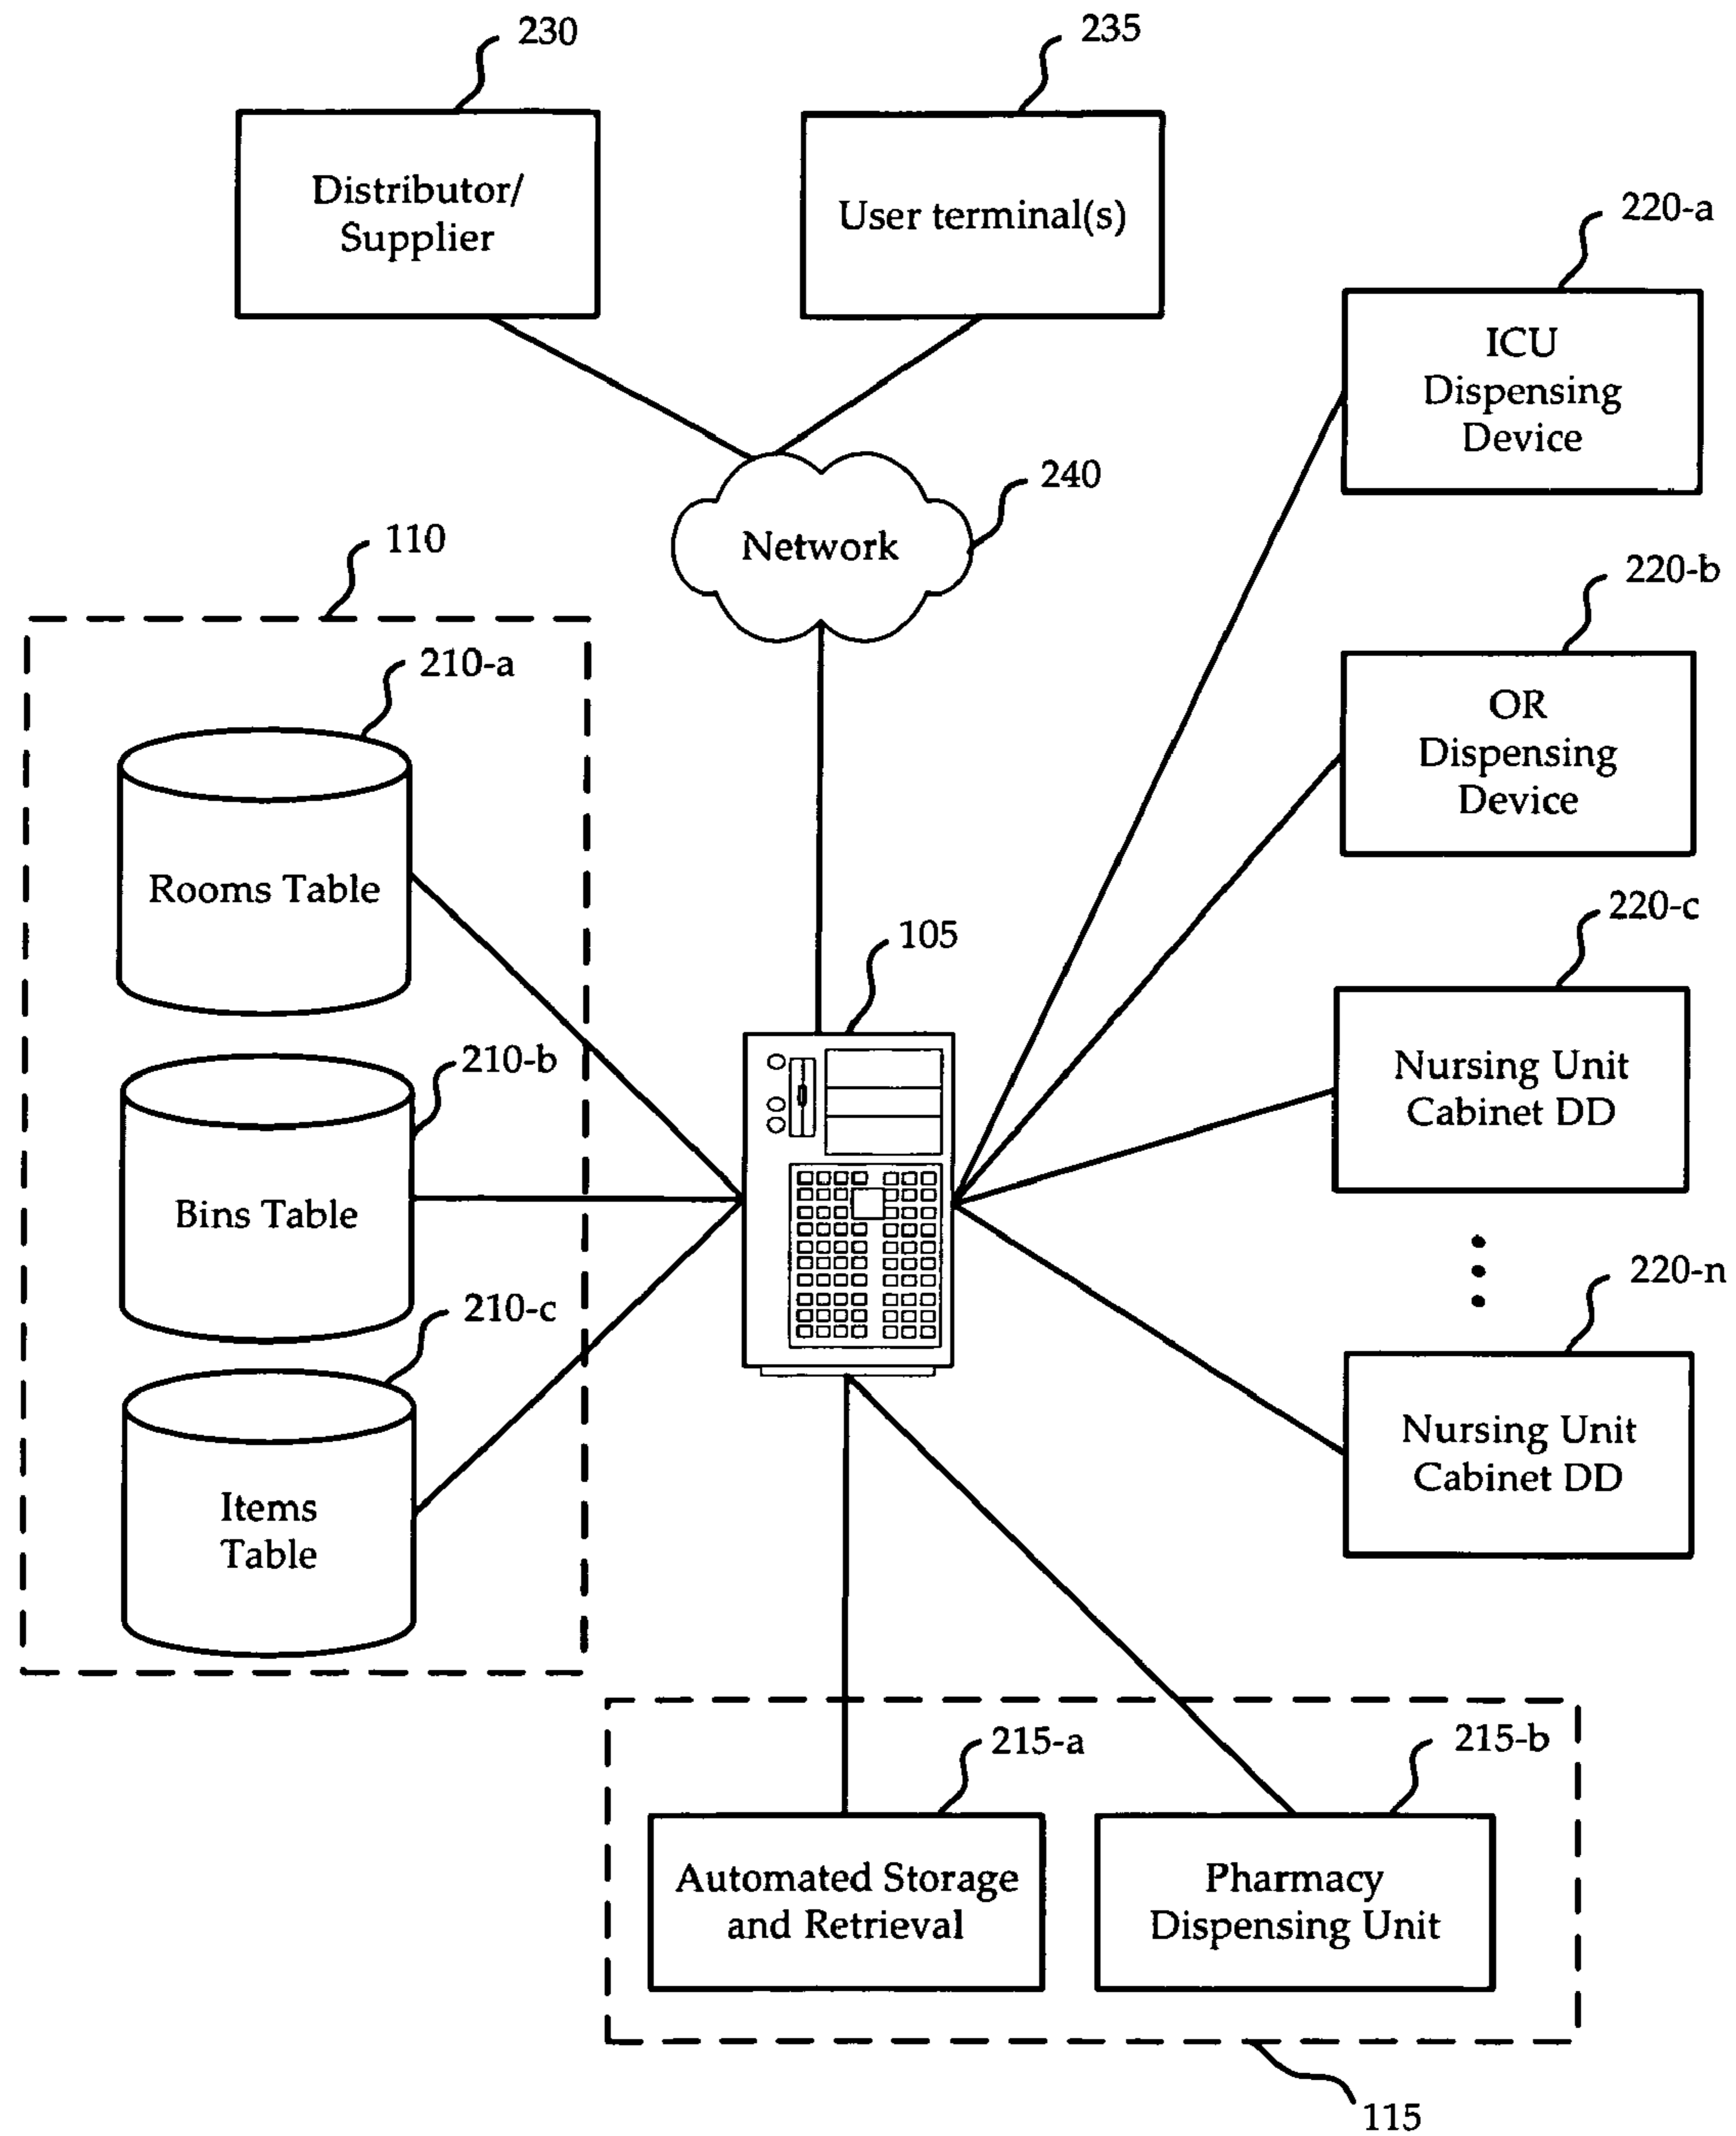 230
235
Distributor/
Supplier
User terminal(s)
220-a
ICU
Dispensing
Device
240
Network
110
220-b
210-a
OR
Dispensing
Device
Rooms Table
220-c
105
210-b
Nursing Unit
Cabinet DD
Bins Table
220-n
210-c
Nursing Unit
Cabinet DD
Items
Table
215-a
215-b
Automated Storage
and Retrieval
Pharmacy
Dispensing Unit
115